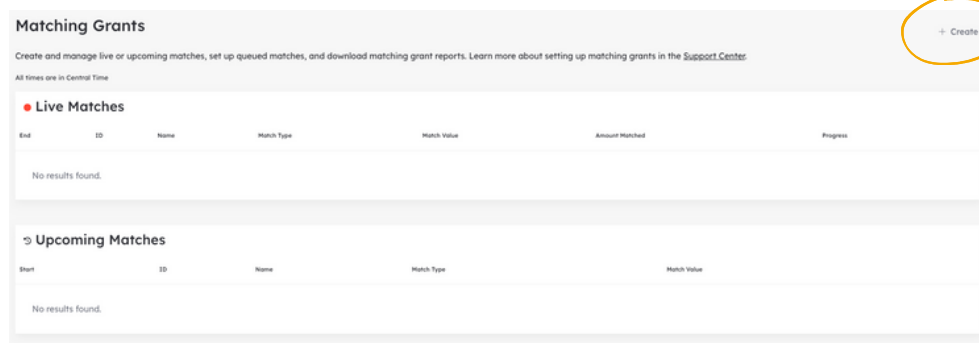 Matching Grants
+ Create
Create and manage live or upcoming matches, set up queued matches, and download matching grant reports. Learn more about setting up matching grants in the Support Center.
All times are in Central Time
Live Matches
End ID Name Match Type Match Value Amount Matched Progress
No results found.
Upcoming Matches
Start ID Name Match Type Match Value
No results found.